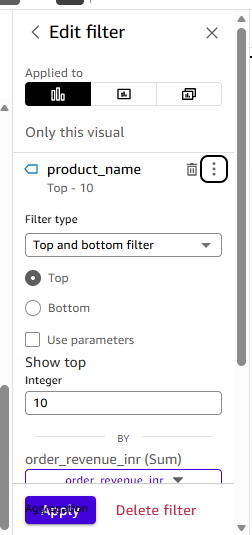 Edit filter
Applied to
Only this visual
product_name
Top - 10
Filter type
Top and bottom filter
Top
Bottom
Use parameters
Show top
Integer
10
BY
order_revenue_inr (Sum)
order_revenue_inr
Aggregation
Apply
Delete filter